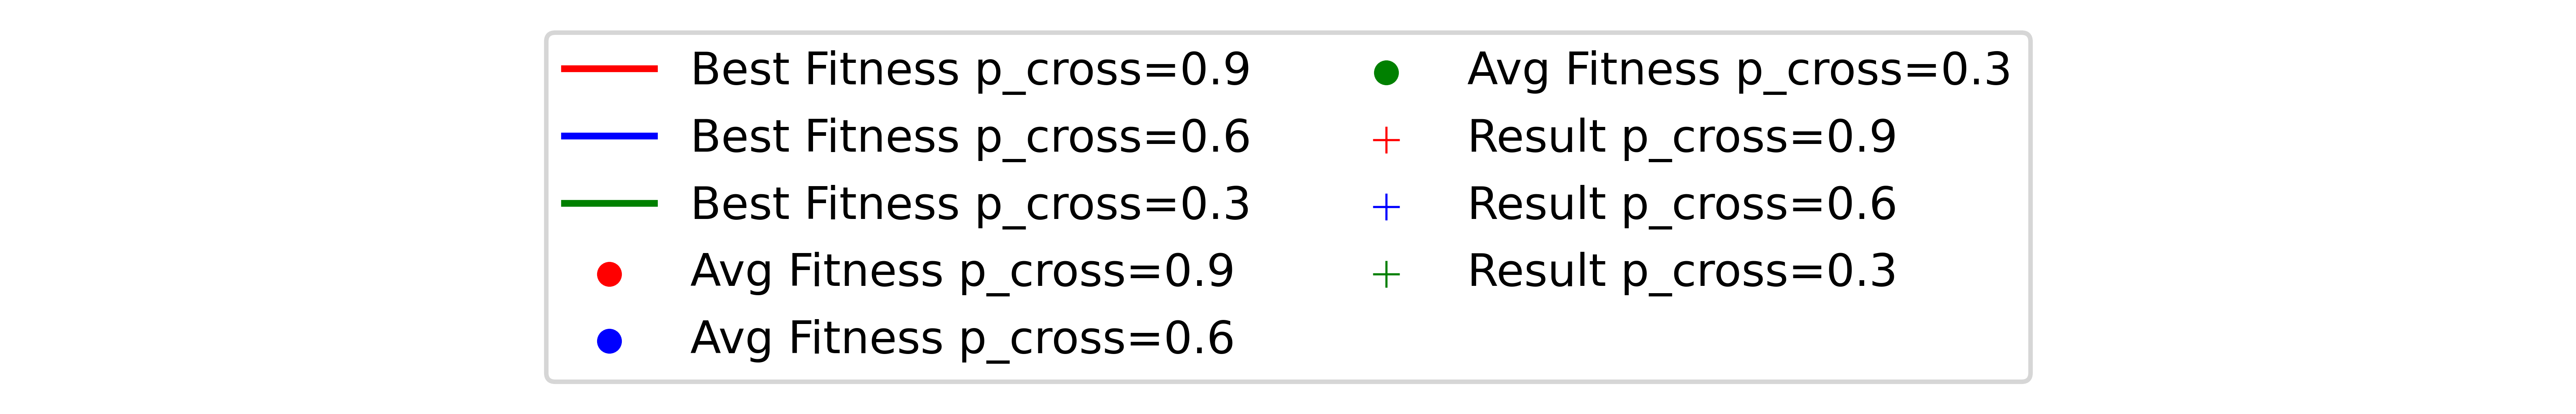 Best Fitness p_cross=0.9
Best Fitness p_cross=0.6
Best Fitness p_cross=0.3
Avg Fitness p_cross=0.9
Avg Fitness p_cross=0.6
Avg Fitness p_cross=0.3
Result p_cross=0.9
Result p_cross=0.6
Result p_cross=0.3